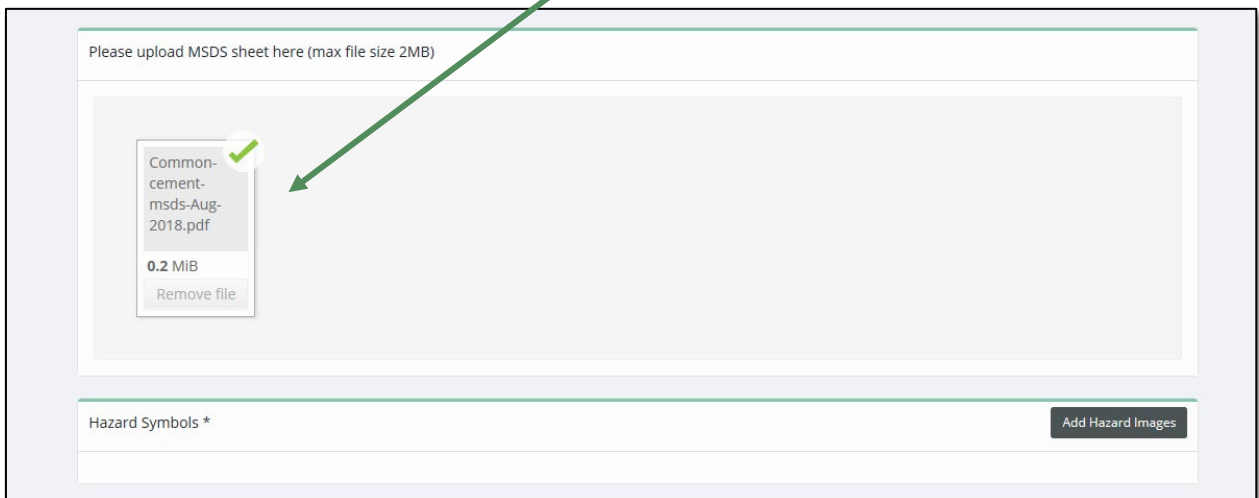 Please upload MSDS sheet here (max file size 2MB)
Common-
cement-
msds-Aug-
2018.pdf
0.2 MiB
Remove file
Hazard Symbols *
Add Hazard Images